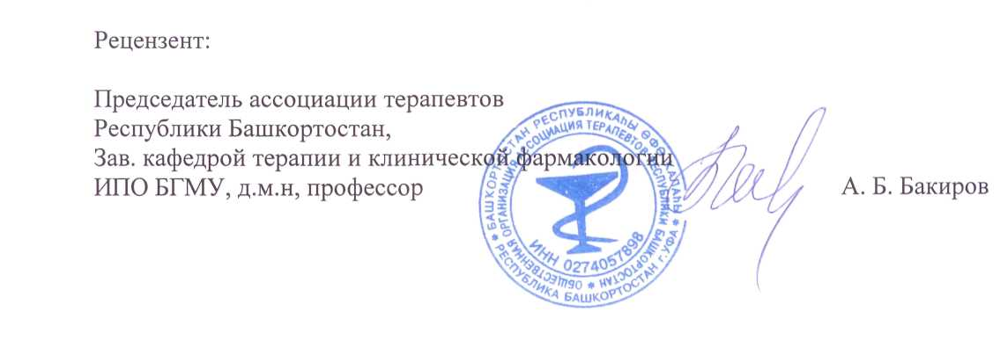 Рецензент:
Председатель ассоциации терапевтов
Республики Башкортостан,
Зав. кафедрой терапии и клинической фармакологии
ИПО БГМУ, д.м.н, профессор
А. Б. Бакиров
БАШҠОРТОСТАН РЕСПУБЛИКАҺЫ ӨФӨ ҠАЛАҺЫ
РЕСПУБЛИКА БАШКОРТОСТАН Г.УФА
ОБЩЕСТВЕННАЯ ОРГАНИЗАЦИЯ АССОЦИАЦИЯ ТЕРАПЕВТОВ РЕСПУБЛИКИ БАШКОРТОСТАН
ИНН 0274057898